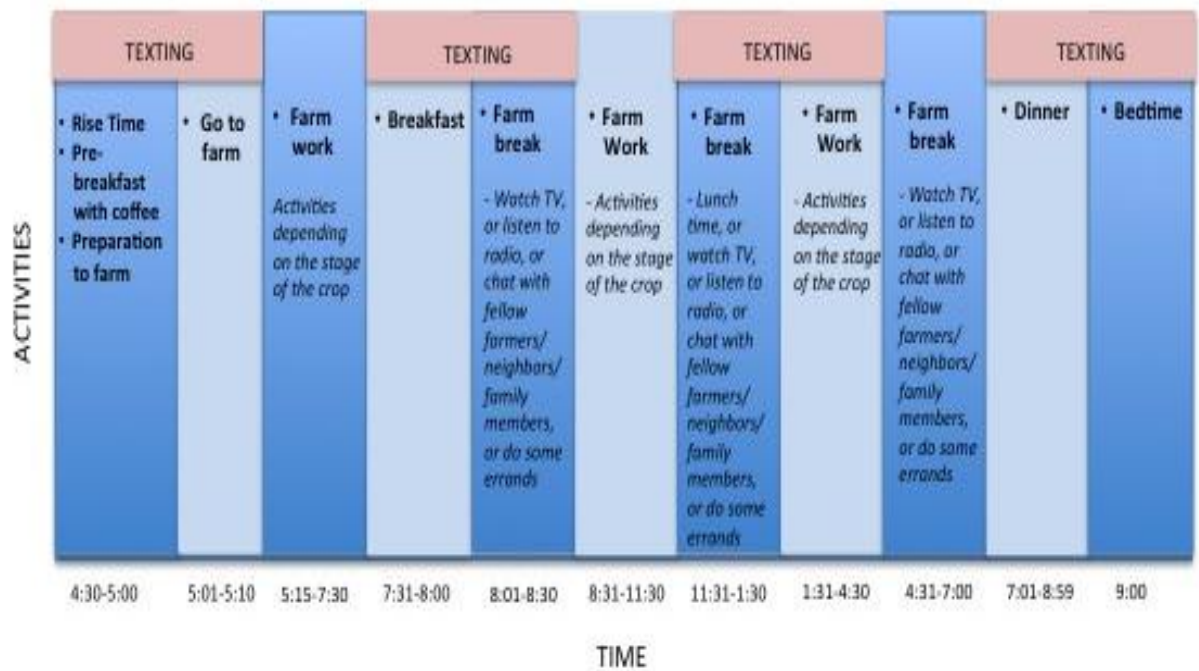 TEXTING
TEXTING
TEXTING
TEXTING
• Rise Time
• Pre-
breakfast
with coffee
• Preparation
to farm
• Go to
farm
• Farm
work
Activities
depending
on the stage
of the crop
• Breakfast
• Farm
break
- Watch TV,
or listen to
radio, or
chat with
fellow
farmers/
neighbors/
family
members,
or do some
errands
• Farm
Work
- Activities
depending
on the stage
of the crop
• Farm
break
- Lunch
time, or
watch TV,
or listen to
radio, or
chat with
fellow
farmers/
neighbors/
family
members,
or do some
errands
• Farm
Work
- Activities
depending
on the stage
of the crop
• Farm
break
- Watch TV,
or listen to
radio, or
chat with
fellow
farmers/
neighbors/
family
members,
or do some
errands
• Dinner
• Bedtime
ACTIVITIES
4:30-5:00
5:01-5:10
5:15-7:30
7:31-8:00
8:01-8:30
8:31-11:30
11:31-1:30
1:31-4:30
4:31-7:00
7:01-8:59
9:00
TIME